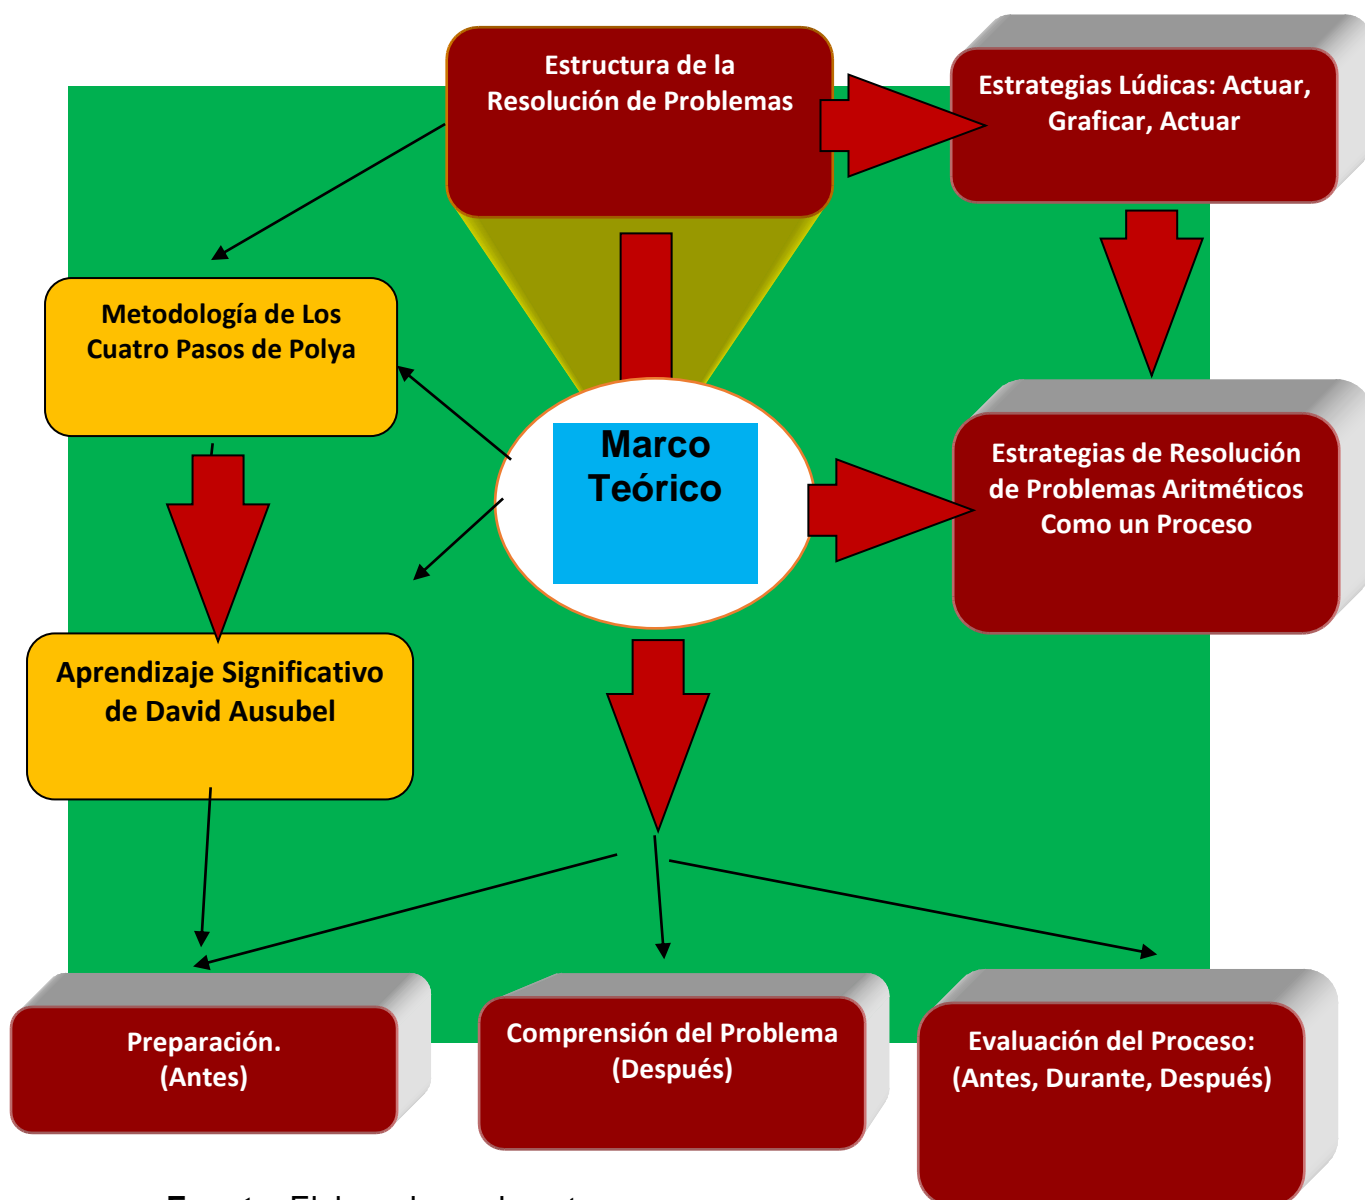 Estructura de la
Resolución de Problemas
Estrategias Lúdicas: Actuar,
Graficar, Actuar
Metodología de Los
Cuatro Pasos de Polya
Marco
Teórico
Estrategias de Resolución
de Problemas Aritméticos
Como un Proceso
Aprendizaje Significativo
de David Ausubel
Preparación.
(Antes)
Comprensión del Problema
(Después)
Evaluación del Proceso:
(Antes, Durante, Después)